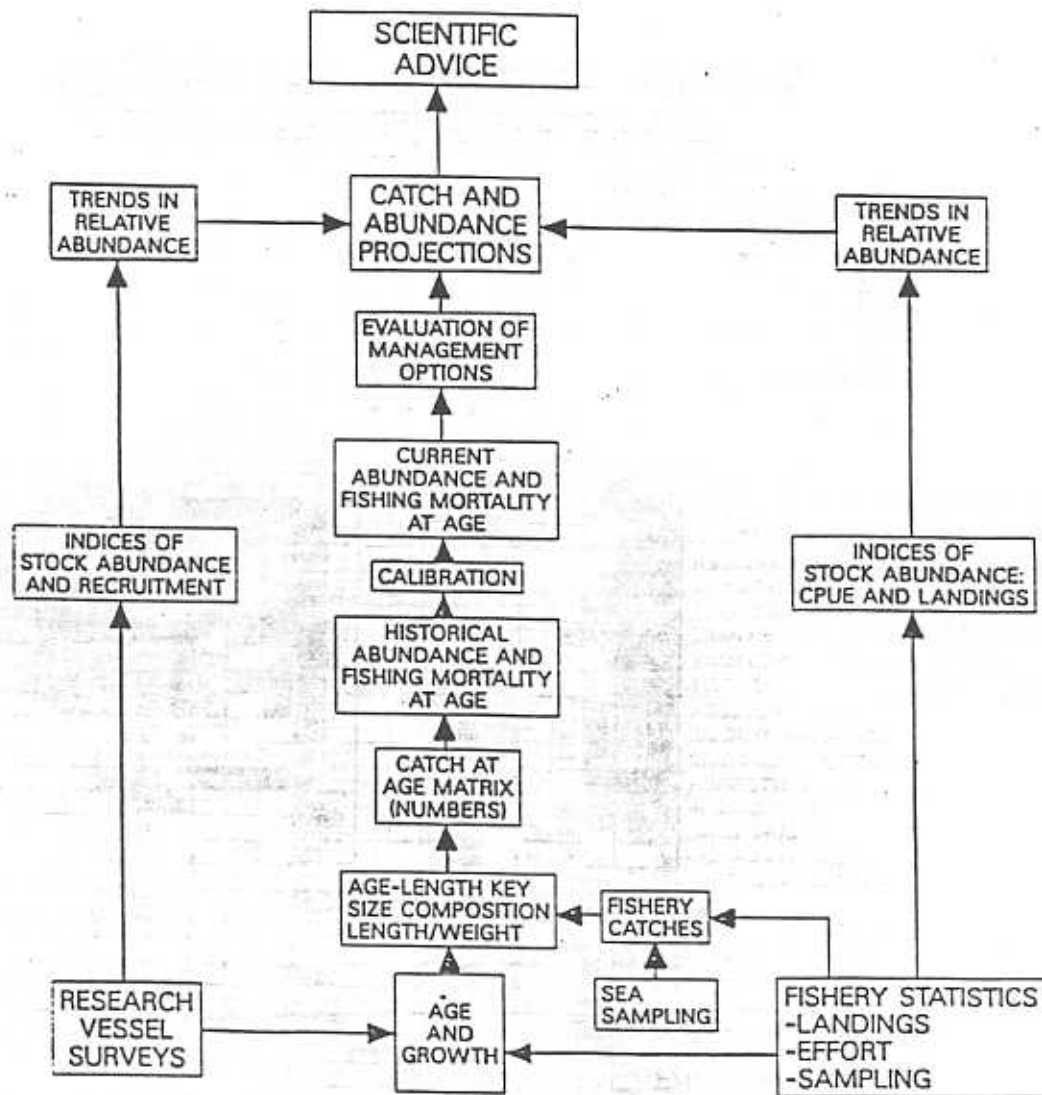 SCIENTIFIC
ADVICE
TRENDS IN
RELATIVE
ABUNDANCE
CATCH AND
ABUNDANCE
PROJECTIONS
TRENDS IN
RELATIVE
ABUNDANCE
EVALUATION OF
MANAGEMENT
OPTIONS
CURRENT
ABUNDANCE AND
FISHING MORTALITY
AT AGE
INDICES OF
STOCK ABUNDANCE
AND RECRUITMENT
CALIBRATION
INDICES OF
STOCK ABUNDANCE:
CPUE AND LANDINGS
HISTORICAL
ABUNDANCE AND
FISHING MORTALITY
AT AGE
CATCH AT
AGE MATRIX
(NUMBERS)
AGE-LENGTH KEY
SIZE COMPOSITION
LENGTH/WEIGHT
FISHERY
CATCHES
RESEARCH
VESSEL
SURVEYS
AGE
AND
GROWTH
SEA
SAMPLING
FISHERY STATISTICS
-LANDINGS
-EFFORT
-SAMPLING